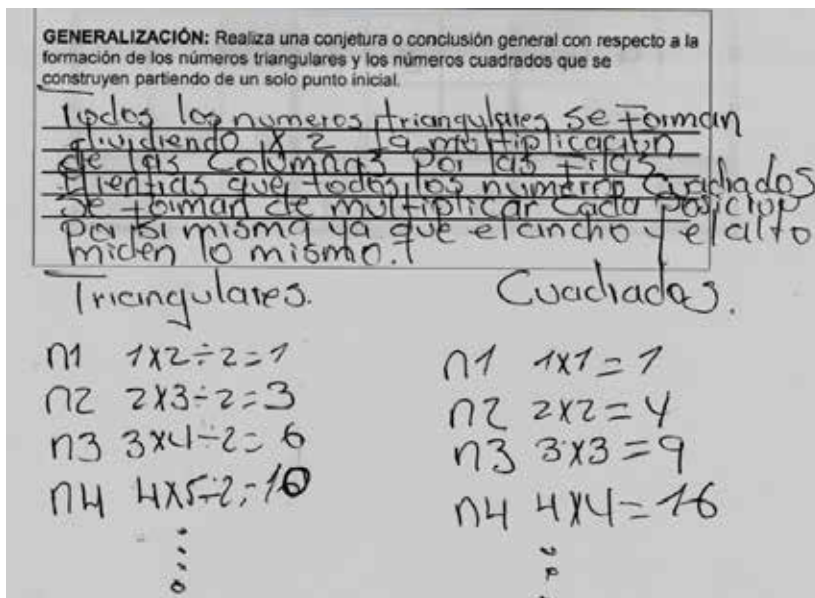 GENERALIZACIÓN: Realiza una conjetura o conclusión general con respecto a la
formación de los números triangulares y los números cuadrados que se
construyen partiendo de un solo punto inicial.
Todos los numeros triangulares se forman
dividiendo x 2 la multiplicación
de las columnas por las filas
Mientras que todos los numeros cuadrados
se forman de multiplicar cada posición
por si misma ya que el ancho y el alto
miden lo mismo.
Triangulares.
Cuadrados.
n1 1x2÷2=1
n2 2x3÷2=3
n3 3x4÷2=6
n4 4x5÷2=10
n1 1x1=1
n2 2x2=4
n3 3x3=9
n4 4x4=16